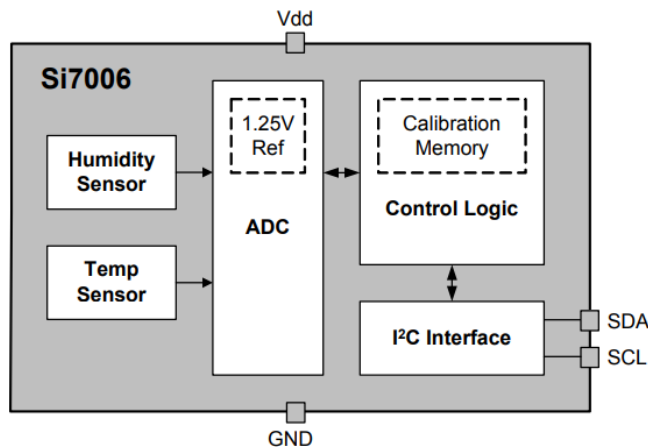 Vdd
Si7006
1.25V
Ref
Calibration
Memory
Humidity
Sensor
Control Logic
ADC
Temp
Sensor
I²C Interface
SDA
SCL
GND